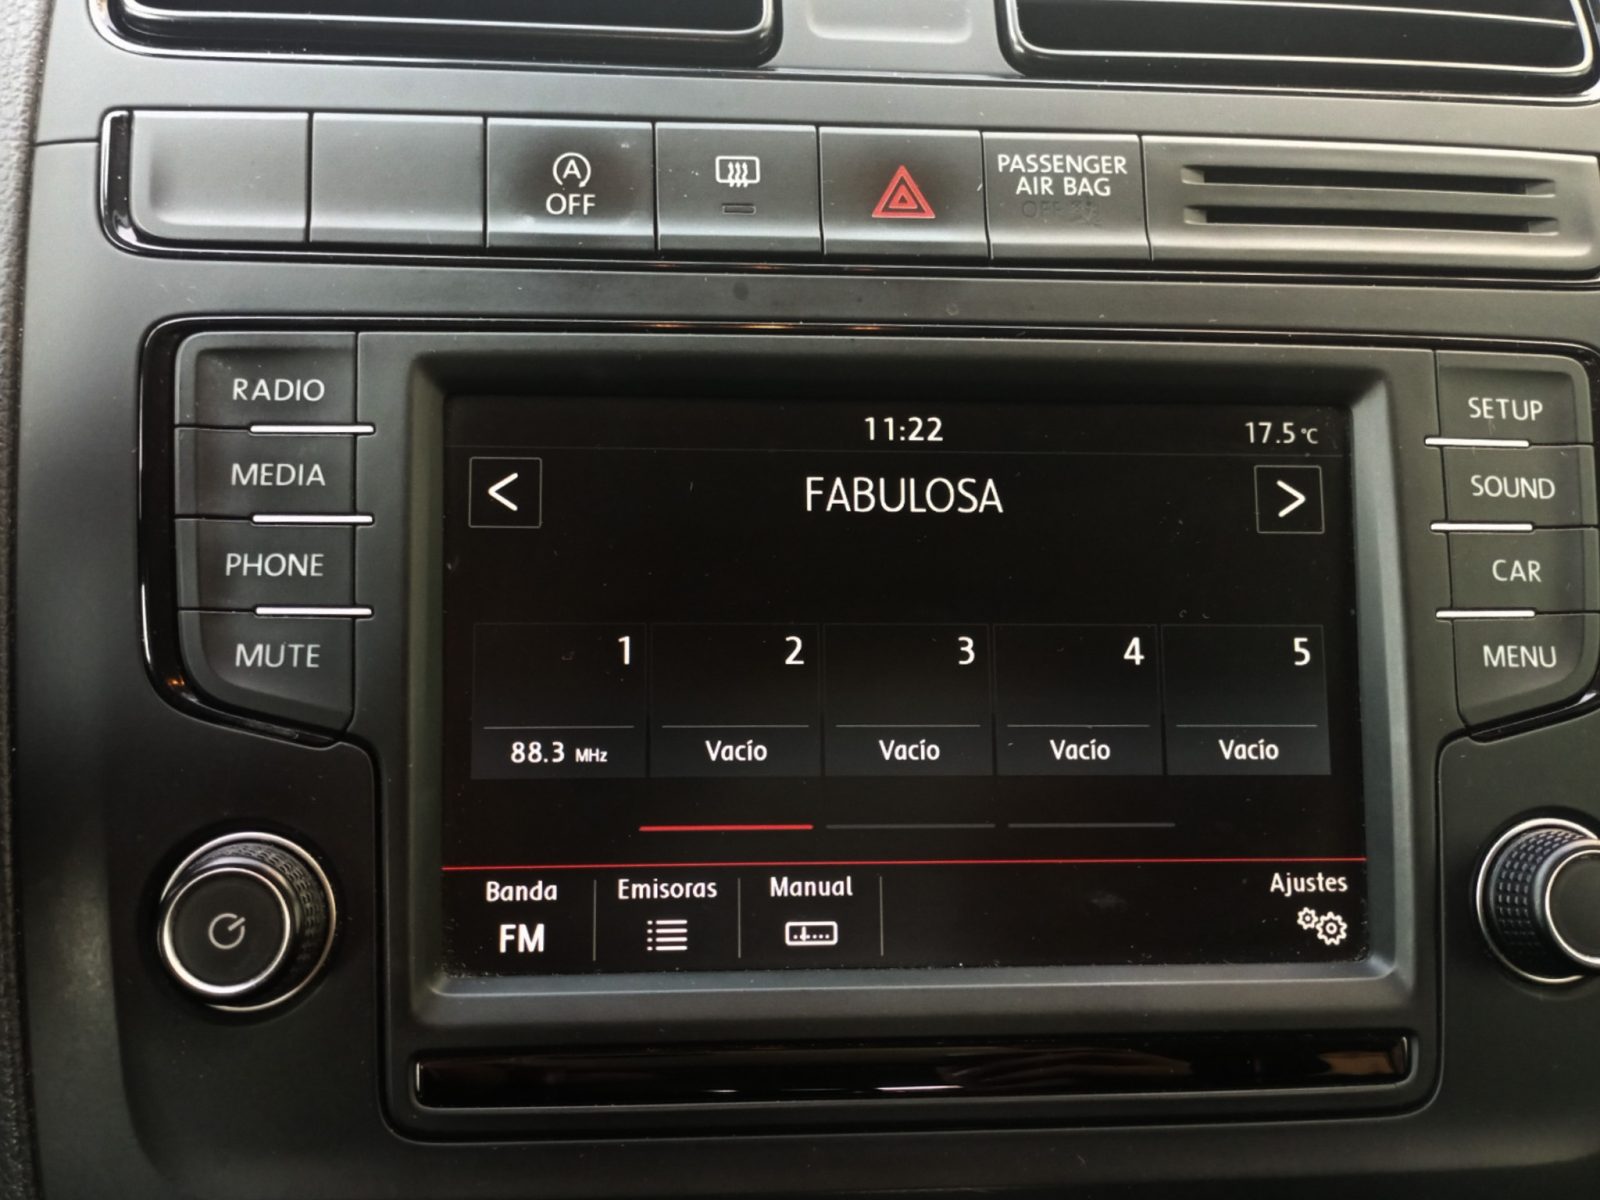 A
OFF
PASSENGER
AIR BAG
OFF
RADIO
MEDIA
PHONE
MUTE
11:22
17.5 °C
<
FABULOSA
>
1
2
3
4
5
88.3 MHz
Vacío
Vacío
Vacío
Vacío
Banda
FM
Emisoras
Manual
Ajustes
SETUP
SOUND
CAR
MENU